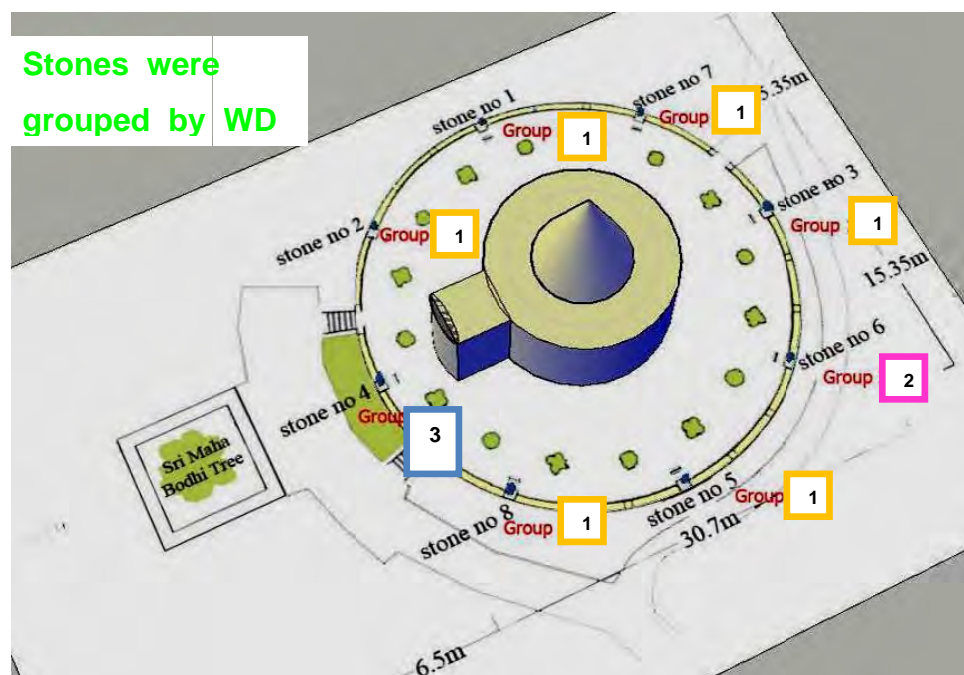 Stones were
grouped by WD
stone no 1
Group 1
stone no 7
Group 1
5.35m
stone no 3
Group 1
15.35m
stone no 2
Group 1
stone no 6
Group 2
stone no 4
Group 3
Sri Maha
Bodhi Tree
stone no 8
Group 1
stone no 5
Group 1
30.7m
6.5m